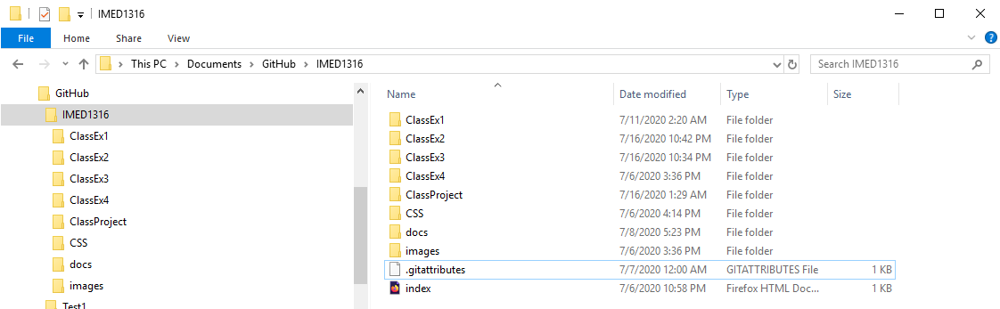 IMED1316
File Home Share View
This PC > Documents > GitHub > IMED1316
Search IMED1316
GitHub
IMED1316
ClassEx1
ClassEx2
ClassEx3
ClassEx4
ClassProject
CSS
docs
images
Test1
Name Date modified Type Size
ClassEx1 7/11/2020 2:20 AM File folder
ClassEx2 7/16/2020 10:42 PM File folder
ClassEx3 7/16/2020 10:34 PM File folder
ClassEx4 7/6/2020 3:36 PM File folder
ClassProject 7/16/2020 1:29 AM File folder
CSS 7/6/2020 4:14 PM File folder
docs 7/8/2020 5:23 PM File folder
images 7/6/2020 3:36 PM File folder
.gitattributes 7/7/2020 12:00 AM GITATTRIBUTES File 1 KB
index 7/6/2020 10:58 PM Firefox HTML Doc... 1 KB